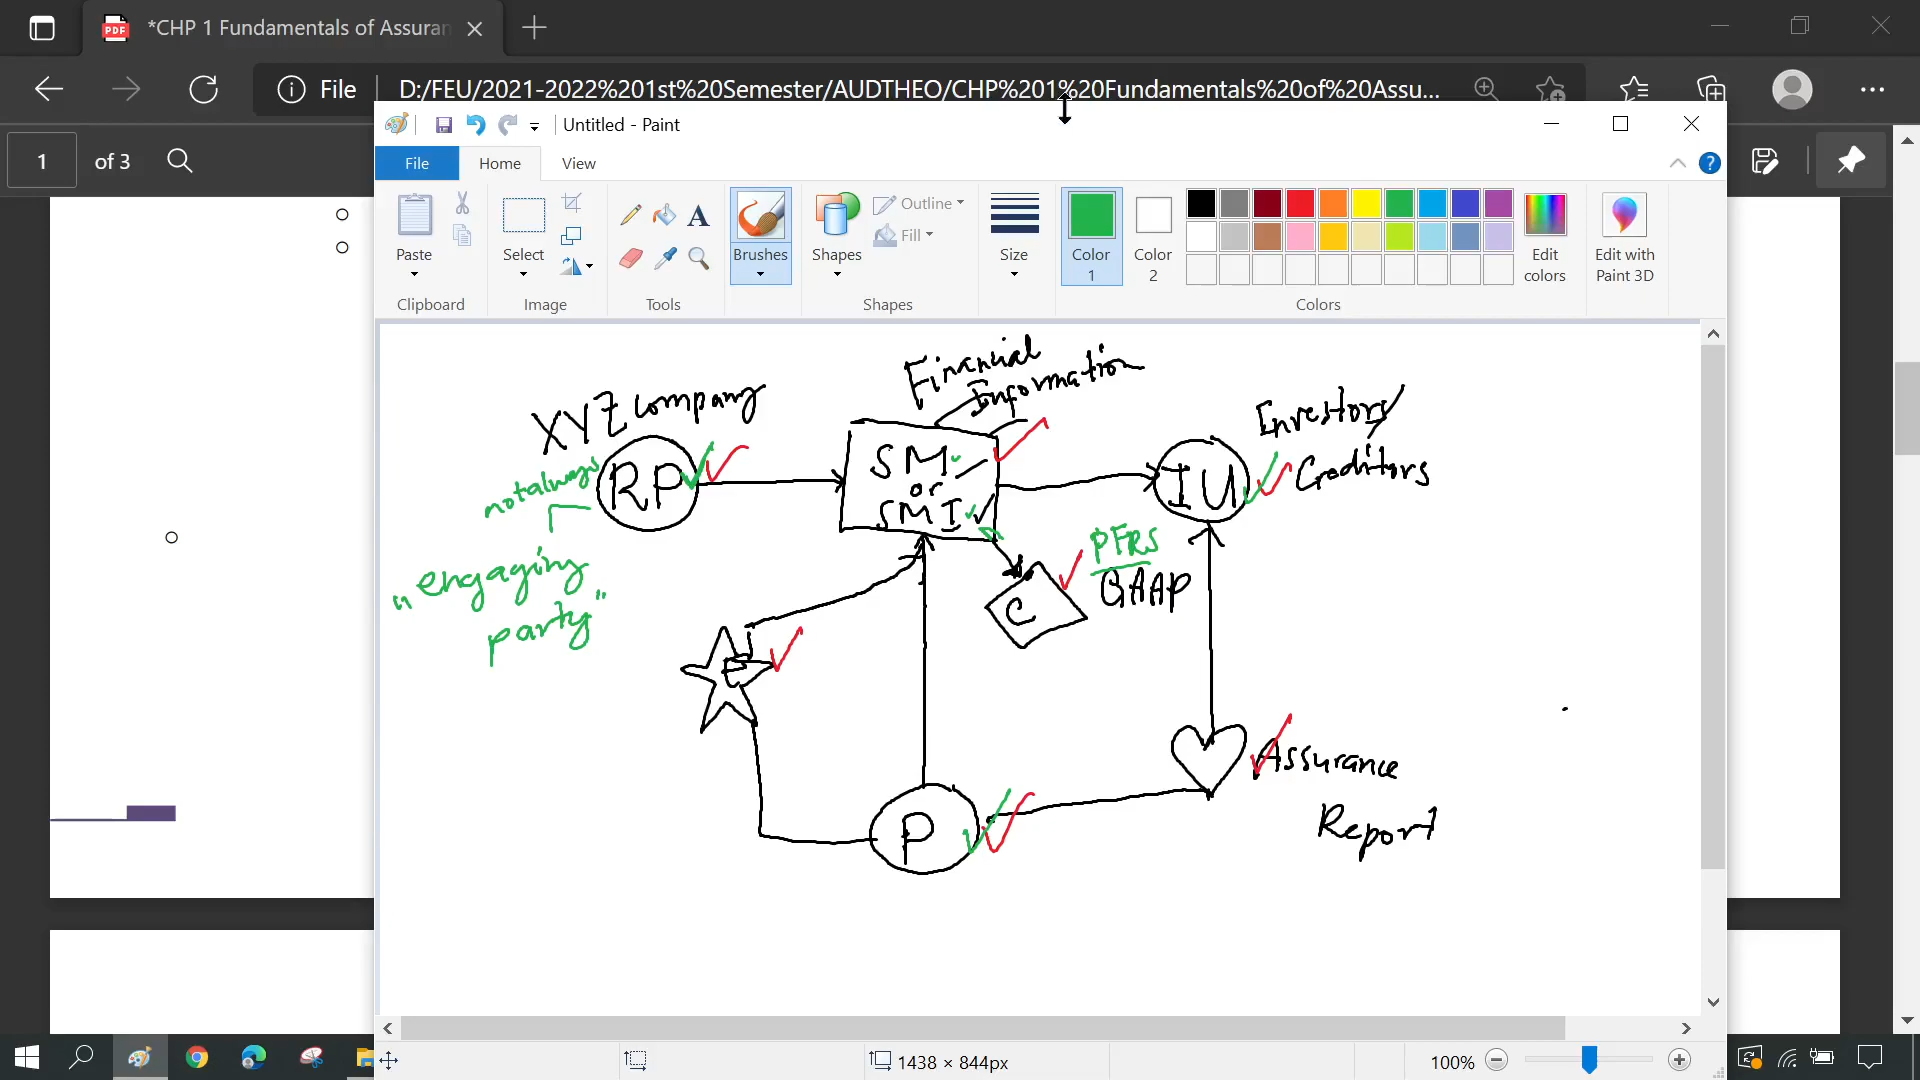 *CHP 1 Fundamentals of Assuran
File
D:/FEU/2021-2022%201st%20Semester/AUDTHEO/CHP%201%20Fundamentals%20of%20Assu...
1 of 3
Untitled - Paint
File Home View
Paste
Clipboard
Select
Image
Tools
Brushes
Shapes
Outline
Fill
Shapes
Size
Color 1
Color 2
Edit colors
Edit with Paint 3D
Colors
Financial
Information
XYZ company
Investors
Creditors
RP
SM
or
SMI
IU
not always
"engaging
party"
PFRS
GAAP
C
E
Assurance
Report
P
1438 × 844px
100%